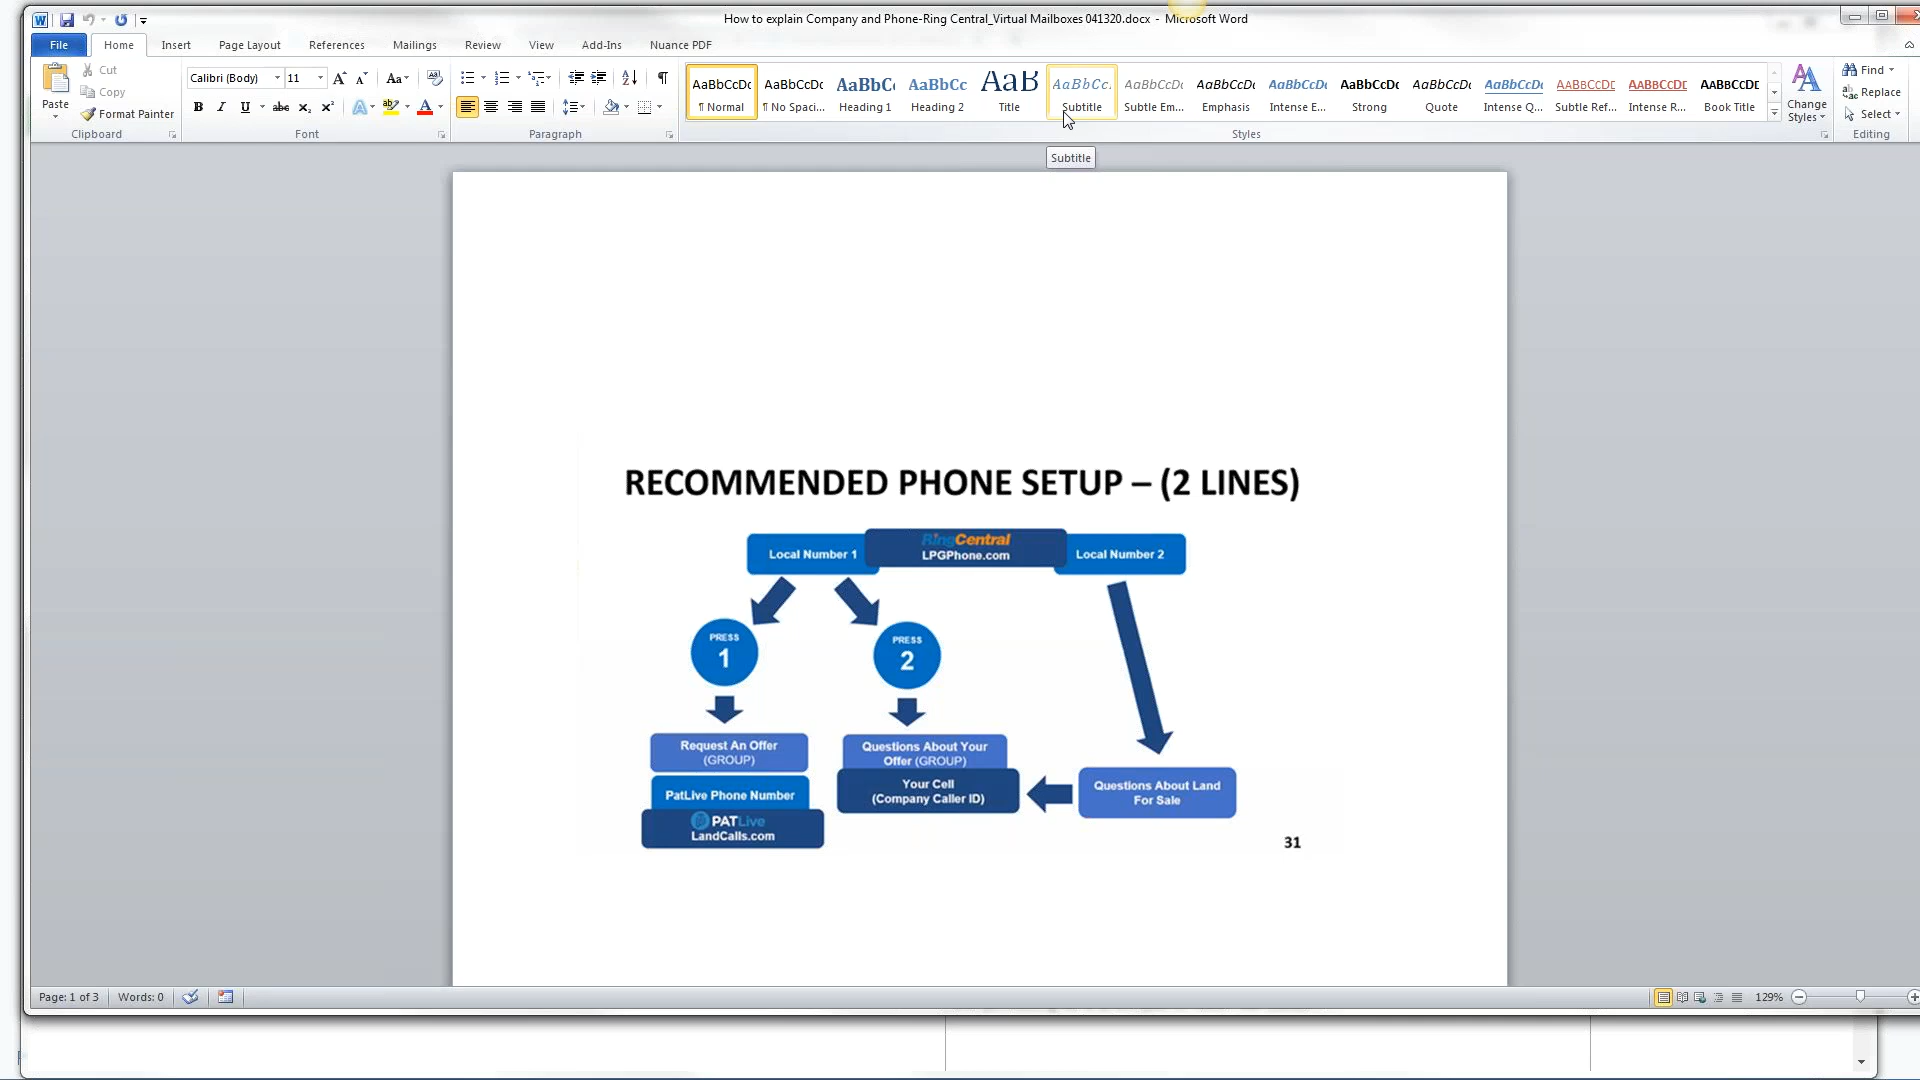 How to explain Company and Phone-Ring Central_Virtual Mailboxes 041320.docx - Microsoft Word
File Home Insert Page Layout References Mailings Review View Add-Ins Nuance PDF
Paste
Cut
Copy
Format Painter
Clipboard
Calibri (Body) 11
Font
Paragraph
AaBbCcDc AaBbCcDc AaBbC( AaBbCc AaB AaBbCc. AaBbCcDc AaBbCcDc AaBbCcDc AaBbCcDc AaBbCcDc AaBbCcDc AABBCCDE AABBCCDE AABBCCDE
¶ Normal ¶ No Spaci... Heading 1 Heading 2 Title Subtitle Subtle Em... Emphasis Intense E... Strong Quote Intense Q... Subtle Ref... Intense R... Book Title
Styles
Change
Styles
Find
Replace
Select
Editing
Subtitle
RECOMMENDED PHONE SETUP – (2 LINES)
Local Number 1
RingCentral
LPGPhone.com
Local Number 2
PRESS
1
PRESS
2
Request An Offer
(GROUP)
PatLive Phone Number
PATLive
LandCalls.com
Questions About Your
Offer (GROUP)
Your Cell
(Company Caller ID)
Questions About Land
For Sale
31
Page: 1 of 3 Words: 0 129%